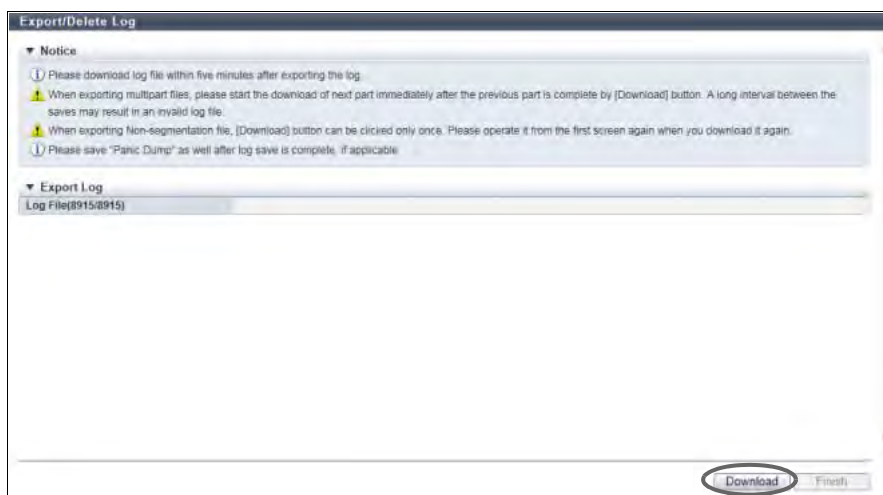 Export/Delete Log
▼ Notice
Please download log file within five minutes after exporting the log.
When exporting multipart files, please start the download of next part immediately after the previous part is complete by [Download] button. A long interval between the
saves may result in an invalid log file.
When exporting Non-segmentation file, [Download] button can be clicked only once. Please operate it from the first screen again when you download it again.
Please save "Panic Dump" as well after log save is complete, if applicable.
▼ Export Log
Log File(8915/8915)
Download Finish